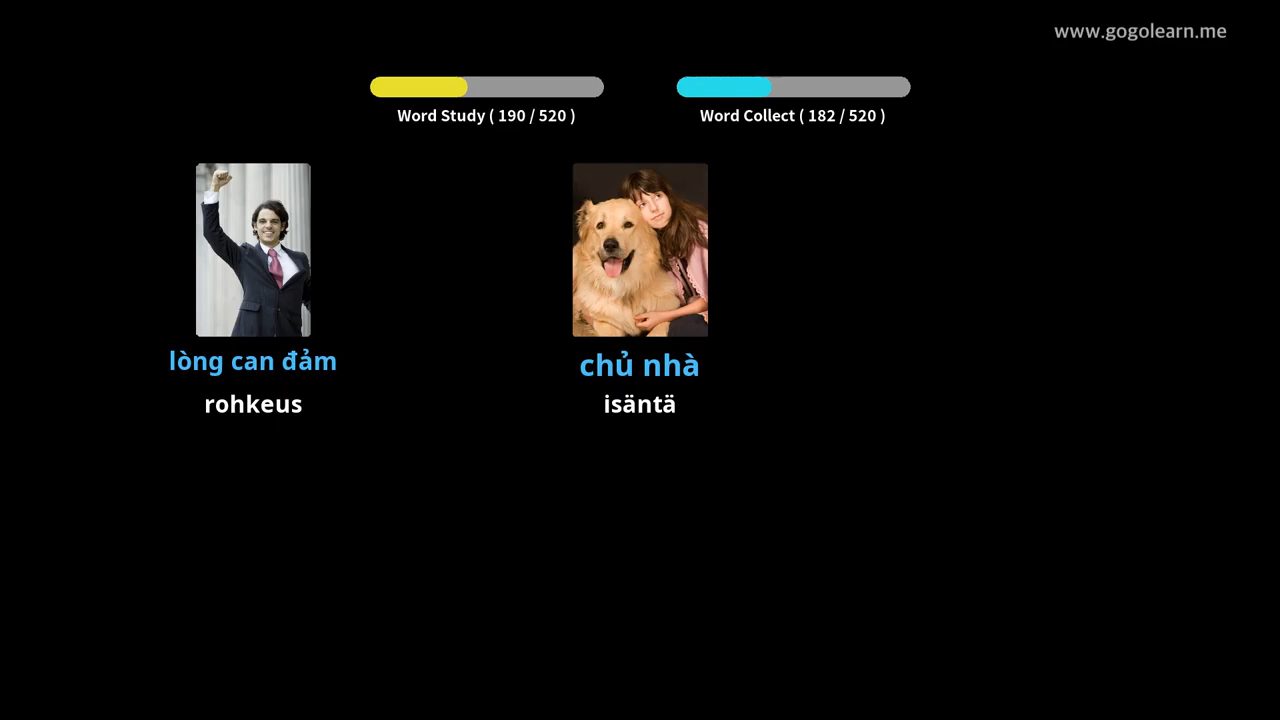 www.gogolearn.me
Word Study ( 190 / 520 )
Word Collect ( 182 / 520 )
lòng can đảm
chủ nhà
rohkeus
isäntä